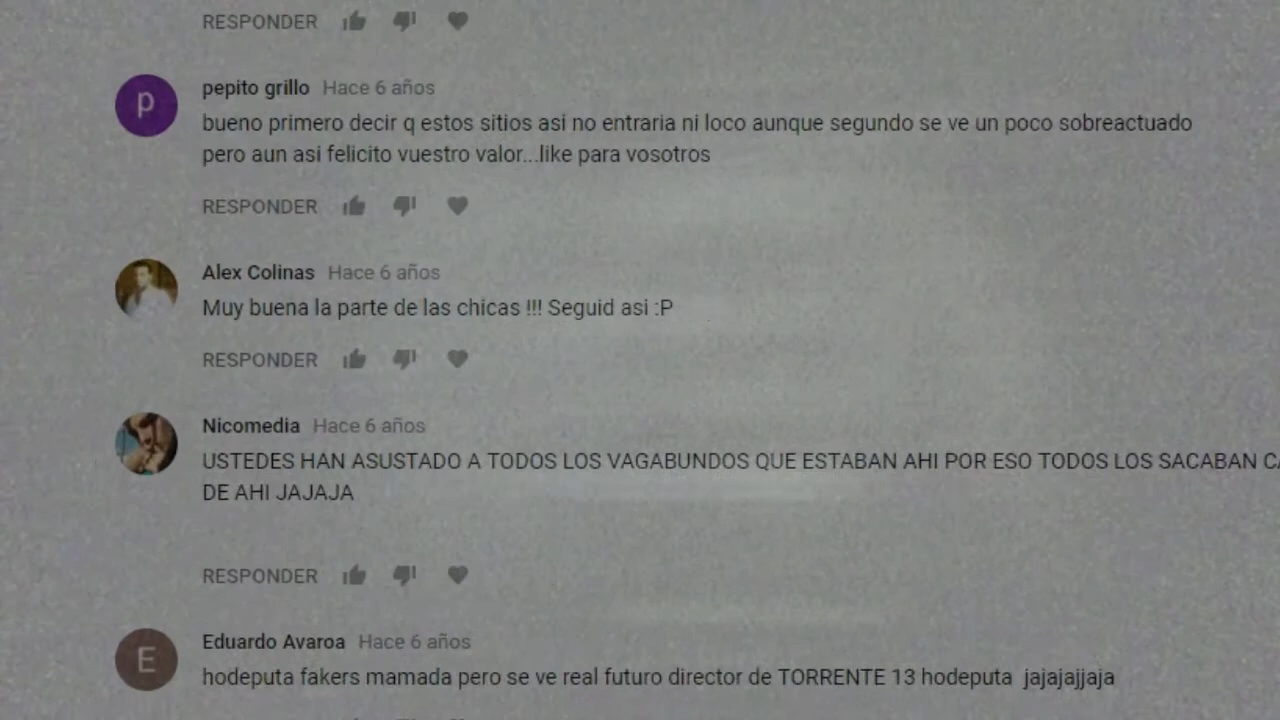 RESPONDER
pepito grillo Hace 6 años
bueno primero decir q estos sitios asi no entraria ni loco aunque segundo se ve un poco sobreactuado
pero aun asi felicito vuestro valor...like para vosotros
RESPONDER
Alex Colinas Hace 6 años
Muy buena la parte de las chicas !!! Seguid asi :P
RESPONDER
Nicomedia Hace 6 años
USTEDES HAN ASUSTADO A TODOS LOS VAGABUNDOS QUE ESTABAN AHI POR ESO TODOS LOS SACABAN
DE AHI JAJAJA
RESPONDER
E
Eduardo Avaroa Hace 6 años
hodeputa fakers mamada pero se ve real futuro director de TORRENTE 13 hodeputa jajajajjaja